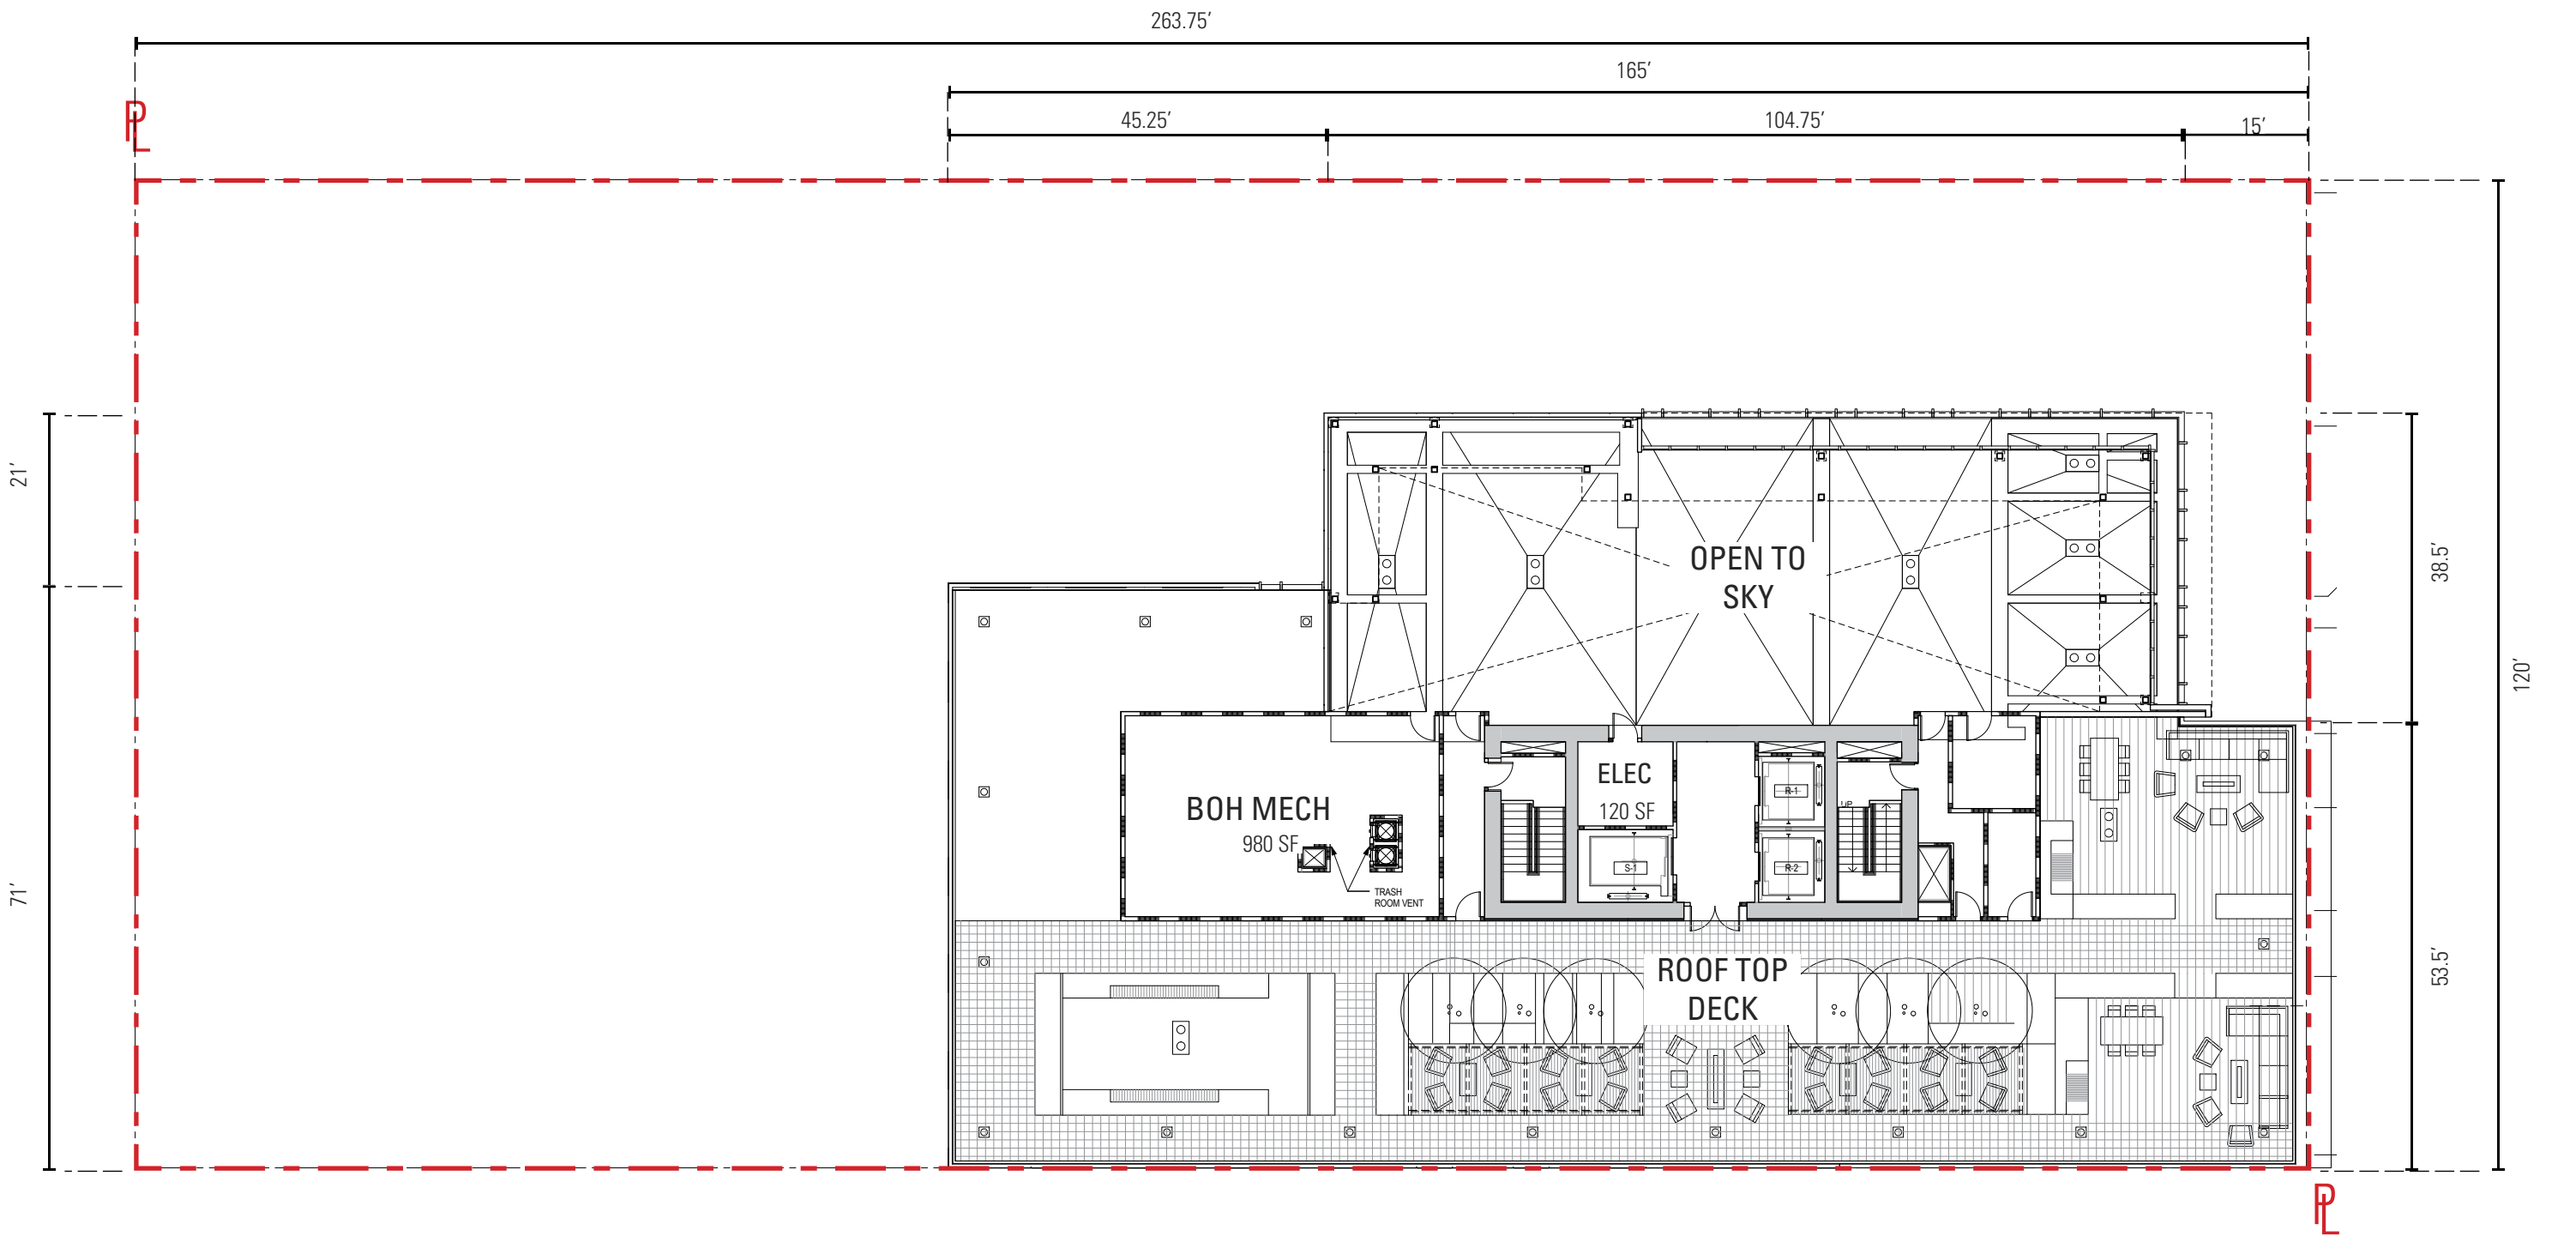 263.75’
165’
45.25’
104.75’
15’
PL
21’
38.5’
OPEN TO
SKY
120’
ELEC
120 SF
R-1
UP
BOH MECH
980 SF
S-1
R-2
TRASH
ROOM VENT
71’
53.5’
ROOF TOP
DECK
PL